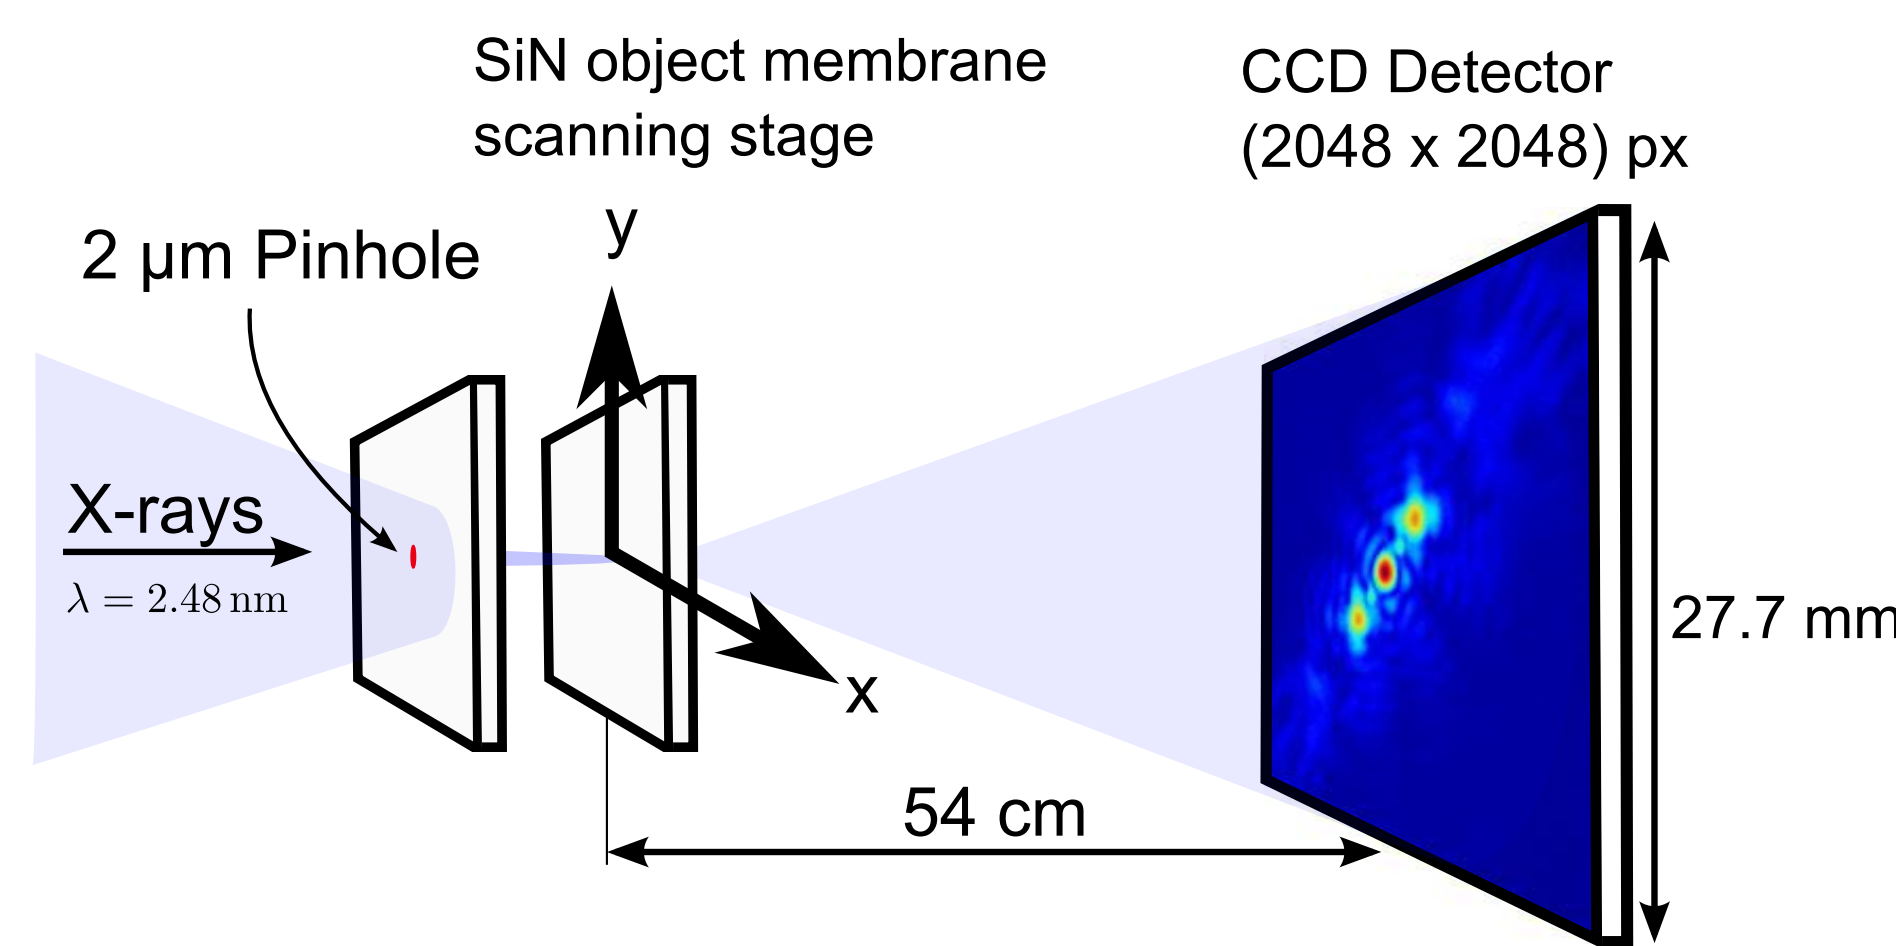 SiN object membrane
scanning stage
CCD Detector
(2048 x 2048) px
2 µm Pinhole
y
X-rays
λ = 2.48 nm
x
27.7 mm
54 cm